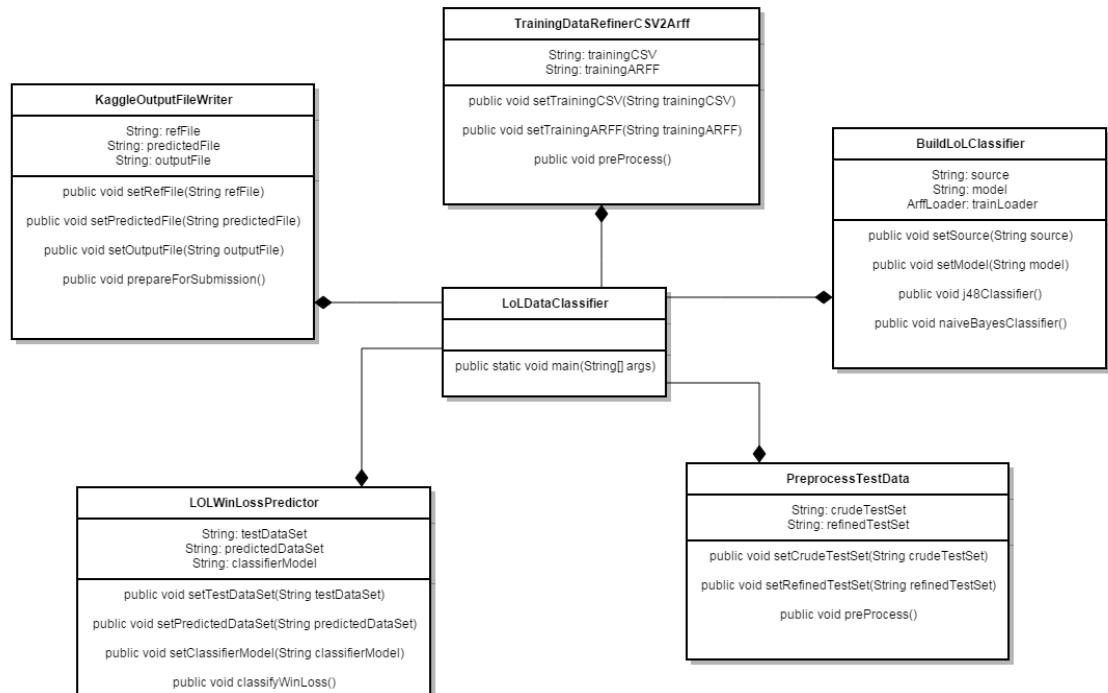 TrainingDataRefinerCSV2Arff
String: trainingCSV
String: trainingARFF
public void setTrainingCSV(String trainingCSV)
public void setTrainingARFF(String trainingARFF)
public void preProcess()
KaggleOutputFileWriter
String: refFile
String: predictedFile
String: outputFile
public void setRefFile(String refFile)
public void setPredictedFile(String predictedFile)
public void setOutputFile(String outputFile)
public void prepareForSubmission()
BuildLoLClassifier
String: source
String: model
ArffLoader: trainLoader
public void setSource(String source)
public void setModel(String model)
public void j48Classifier()
public void naiveBayesClassifier()
LoLDataClassifier
public static void main(String[] args)
LOLWinLossPredictor
String: testDataSet
String: predictedDataSet
String: classifierModel
public void setTestDataSet(String testDataSet)
public void setPredictedDataSet(String predictedDataSet)
public void setClassifierModel(String classifierModel)
public void classifyWinLoss()
PreprocessTestData
String: crudeTestSet
String: refinedTestSet
public void setCrudeTestSet(String crudeTestSet)
public void setRefinedTestSet(String refinedTestSet)
public void preProcess()